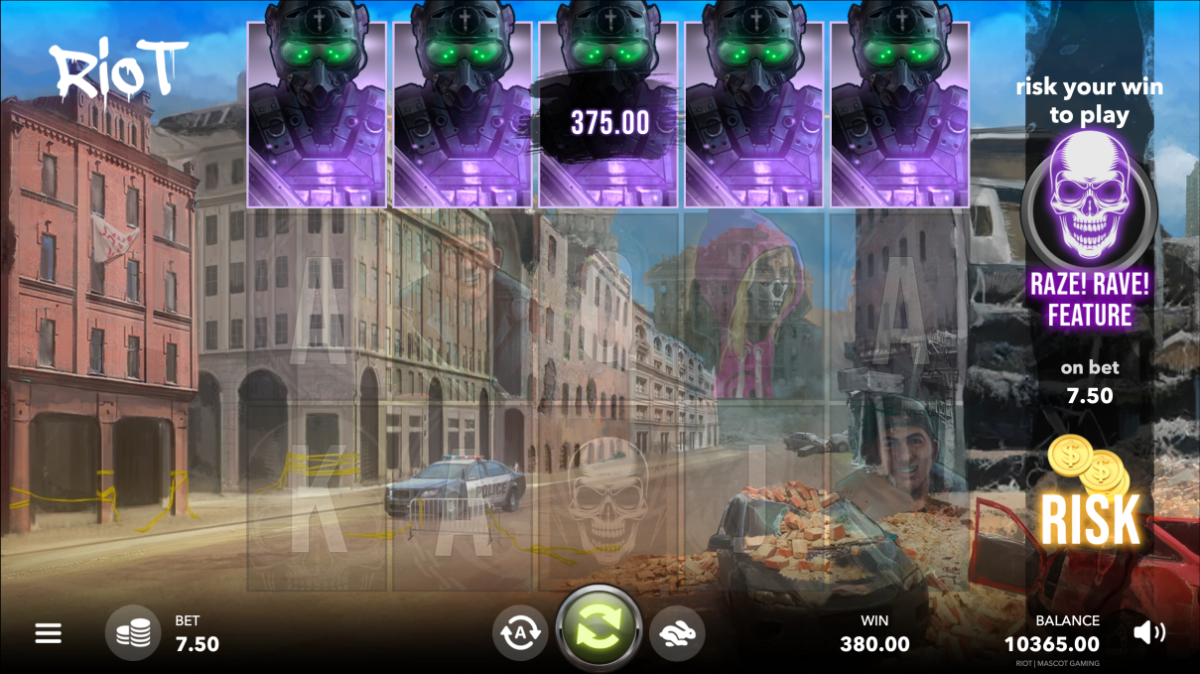 RioT
375.00
risk your win
to play
RAZE! RAVE!
FEATURE
on bet
7.50
RISK
A
A
K
A
J
POLICE
BET
7.50
A
WIN
380.00
BALANCE
10365.00
RIOT | MASCOT GAMING